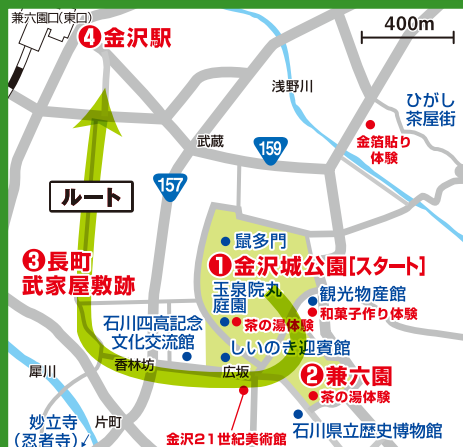 兼六園口(東口)
❹金沢駅
400m
浅野川
ひがし
茶屋街
金箔貼り
体験
武蔵
159
157
ルート
鼠多門
❶金沢城公園[スタート]
❸長町
武家屋敷跡
玉泉院丸
庭園
茶の湯体験
観光物産館
和菓子作り体験
石川四高記念
文化交流館
しいのき迎賓館
香林坊
広坂
❷兼六園
茶の湯体験
犀川
妙立寺
(忍者寺)
片町
金沢21世紀美術館
石川県立歴史博物館